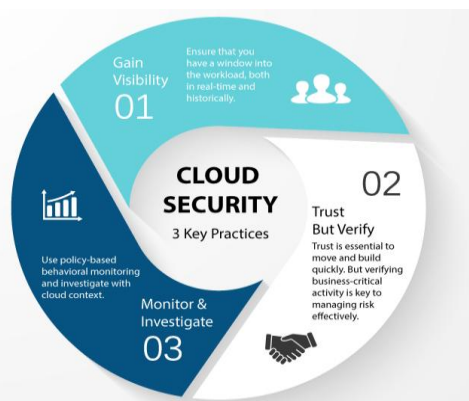 Gain
Visibility
01
Ensure that you
have a window into
the workload, both
in real-time and
historically.
CLOUD
SECURITY
3 Key Practices
02
Trust
But Verify
Trust is essential to
move and build
quickly. But verifying
business-critical
activity is key to
managing risk
effectively.
Use policy-based
behavioral monitoring
and investigate with
cloud context.
Monitor &
Investigate
03